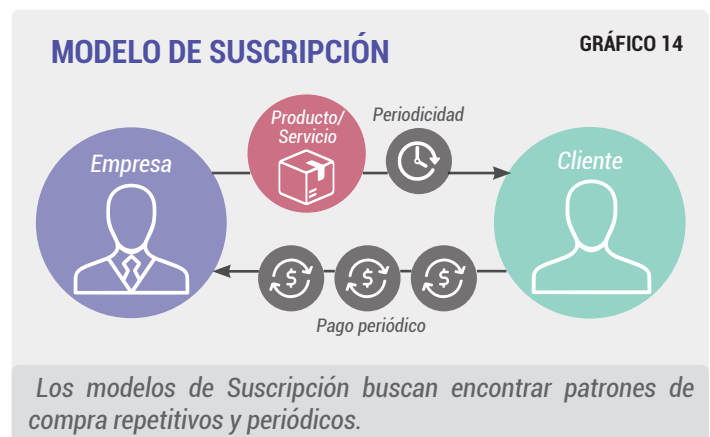 MODELO DE SUSCRIPCIÓN
GRÁFICO 14
Empresa
Producto/
Servicio
Periodicidad
Cliente
$ $ $
Pago periódico
Los modelos de Suscripción buscan encontrar patrones de
compra repetitivos y periódicos.